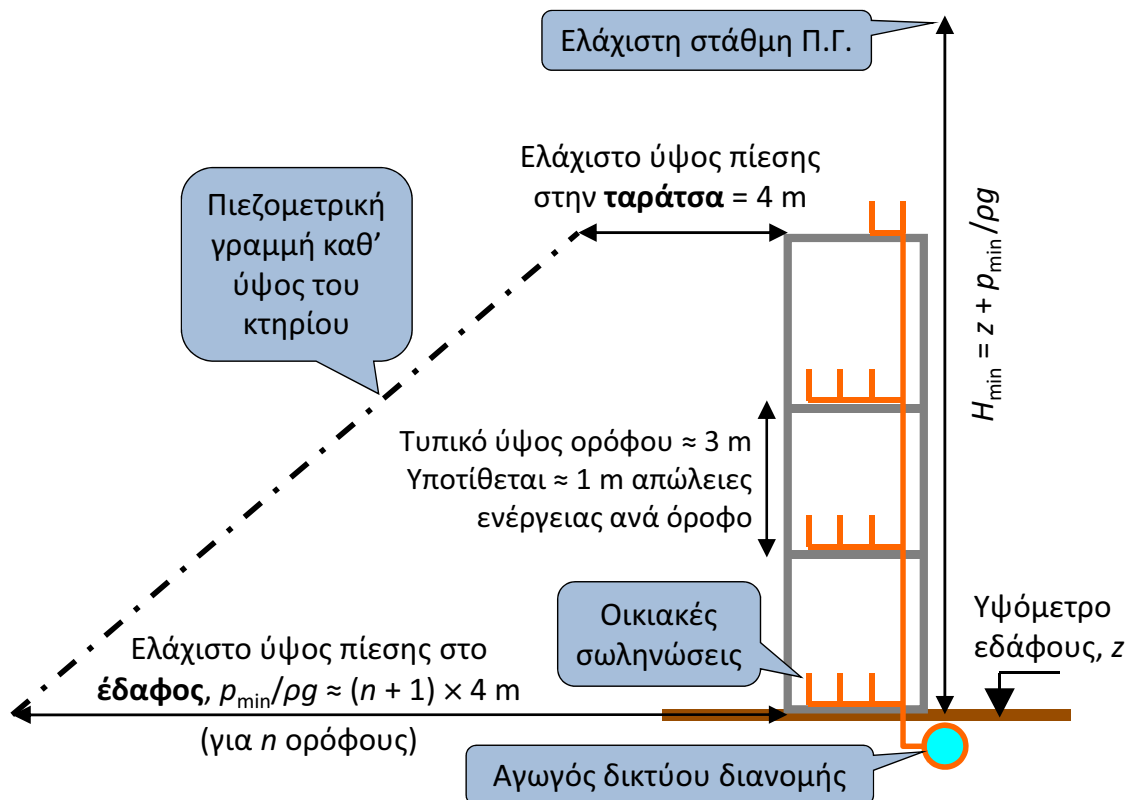 Ελάχιστη στάθμη Π.Γ.
Ελάχιστο ύψος πίεσης
στην ταράτσα = 4 m
Πιεζομετρική
γραμμή καθ’
ύψος του
κτηρίου
H_min = z + p_min/ρg
Τυπικό ύψος ορόφου ≈ 3 m
Υποτίθεται ≈ 1 m απώλειες
ενέργειας ανά όροφο
Οικιακές
σωληνώσεις
Υψόμετρο
εδάφους, z
Ελάχιστο ύψος πίεσης στο
έδαφος, p_min/ρg ≈ (n + 1) × 4 m
(για n ορόφους)
Αγωγός δικτύου διανομής